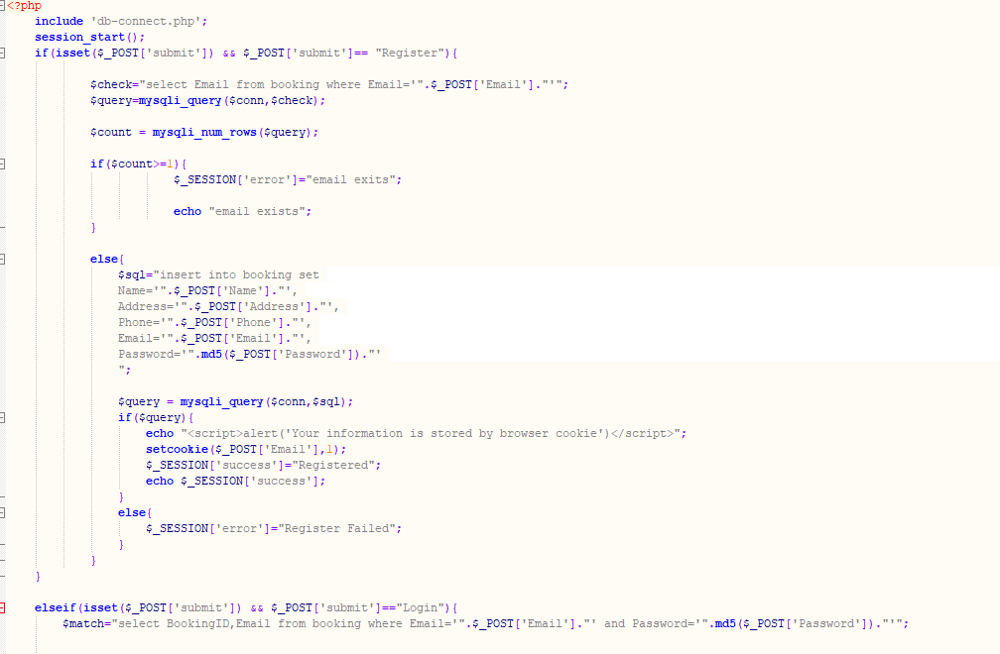 <?php
include 'db-connect.php';
session_start();
if(isset($_POST['submit']) && $_POST['submit']== "Register"){
$check="select Email from booking where Email='".$_POST['Email']."'";
$query=mysqli_query($conn,$check);
$count = mysqli_num_rows($query);
if($count>=1){
$_SESSION['error']="email exits";
echo "email exists";
}
else{
$sql="insert into booking set
Name='".$_POST['Name']."',
Address='".$_POST['Address']."',
Phone='".$_POST['Phone']."',
Email='".$_POST['Email']."',
Password='".md5($_POST['Password'])."'
";
$query = mysqli_query($conn,$sql);
if($query){
echo "<script>alert('Your information is stored by browser cookie')</script>";
setcookie($_POST['Email'],1);
$_SESSION['success']="Registered";
echo $_SESSION['success'];
}
else{
$_SESSION['error']="Register Failed";
}
}
}
elseif(isset($_POST['submit']) && $_POST['submit']=="Login"){
$match="select BookingID,Email from booking where Email='".$_POST['Email']."' and Password='".md5($_POST['Password'])."'";